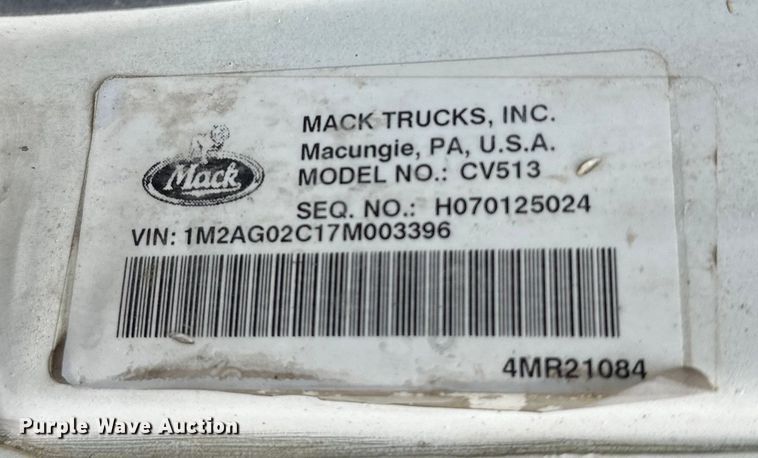 MACK TRUCKS, INC.
Macungie, PA, U.S.A.
MODEL NO.: CV513
Mack
SEQ. NO.: H070125024
VIN: 1M2AG02C17M003396
4MR21084
Purple Wave Auction